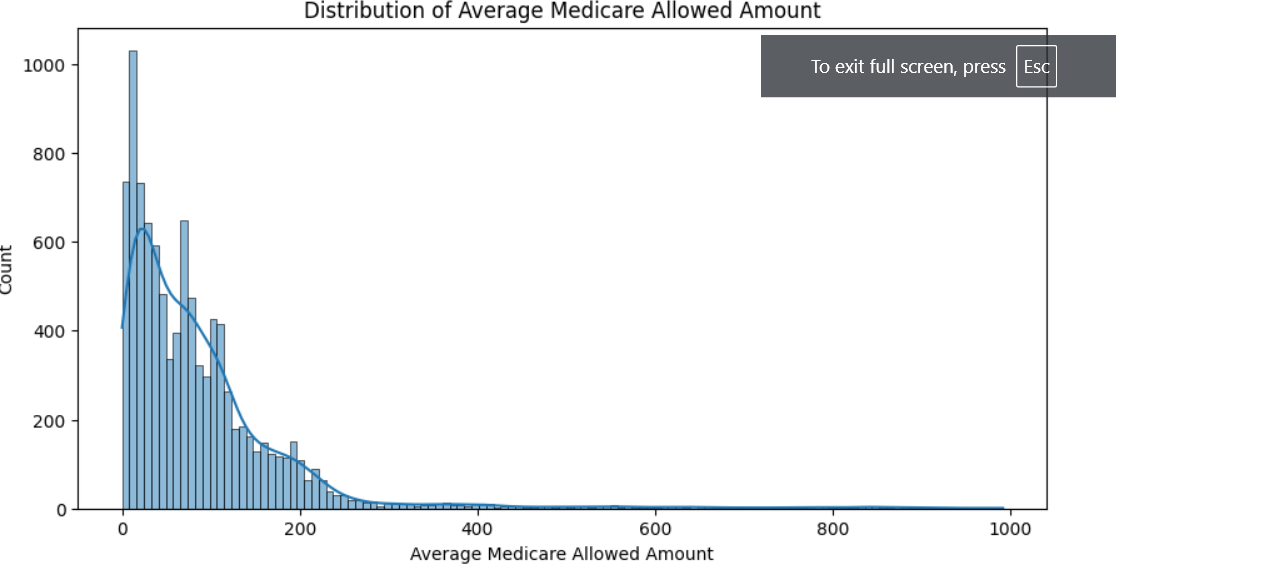 Distribution of Average Medicare Allowed Amount
To exit full screen, press Esc
1000
800
600
400
200
0
Count
0 200 400 600 800 1000
Average Medicare Allowed Amount